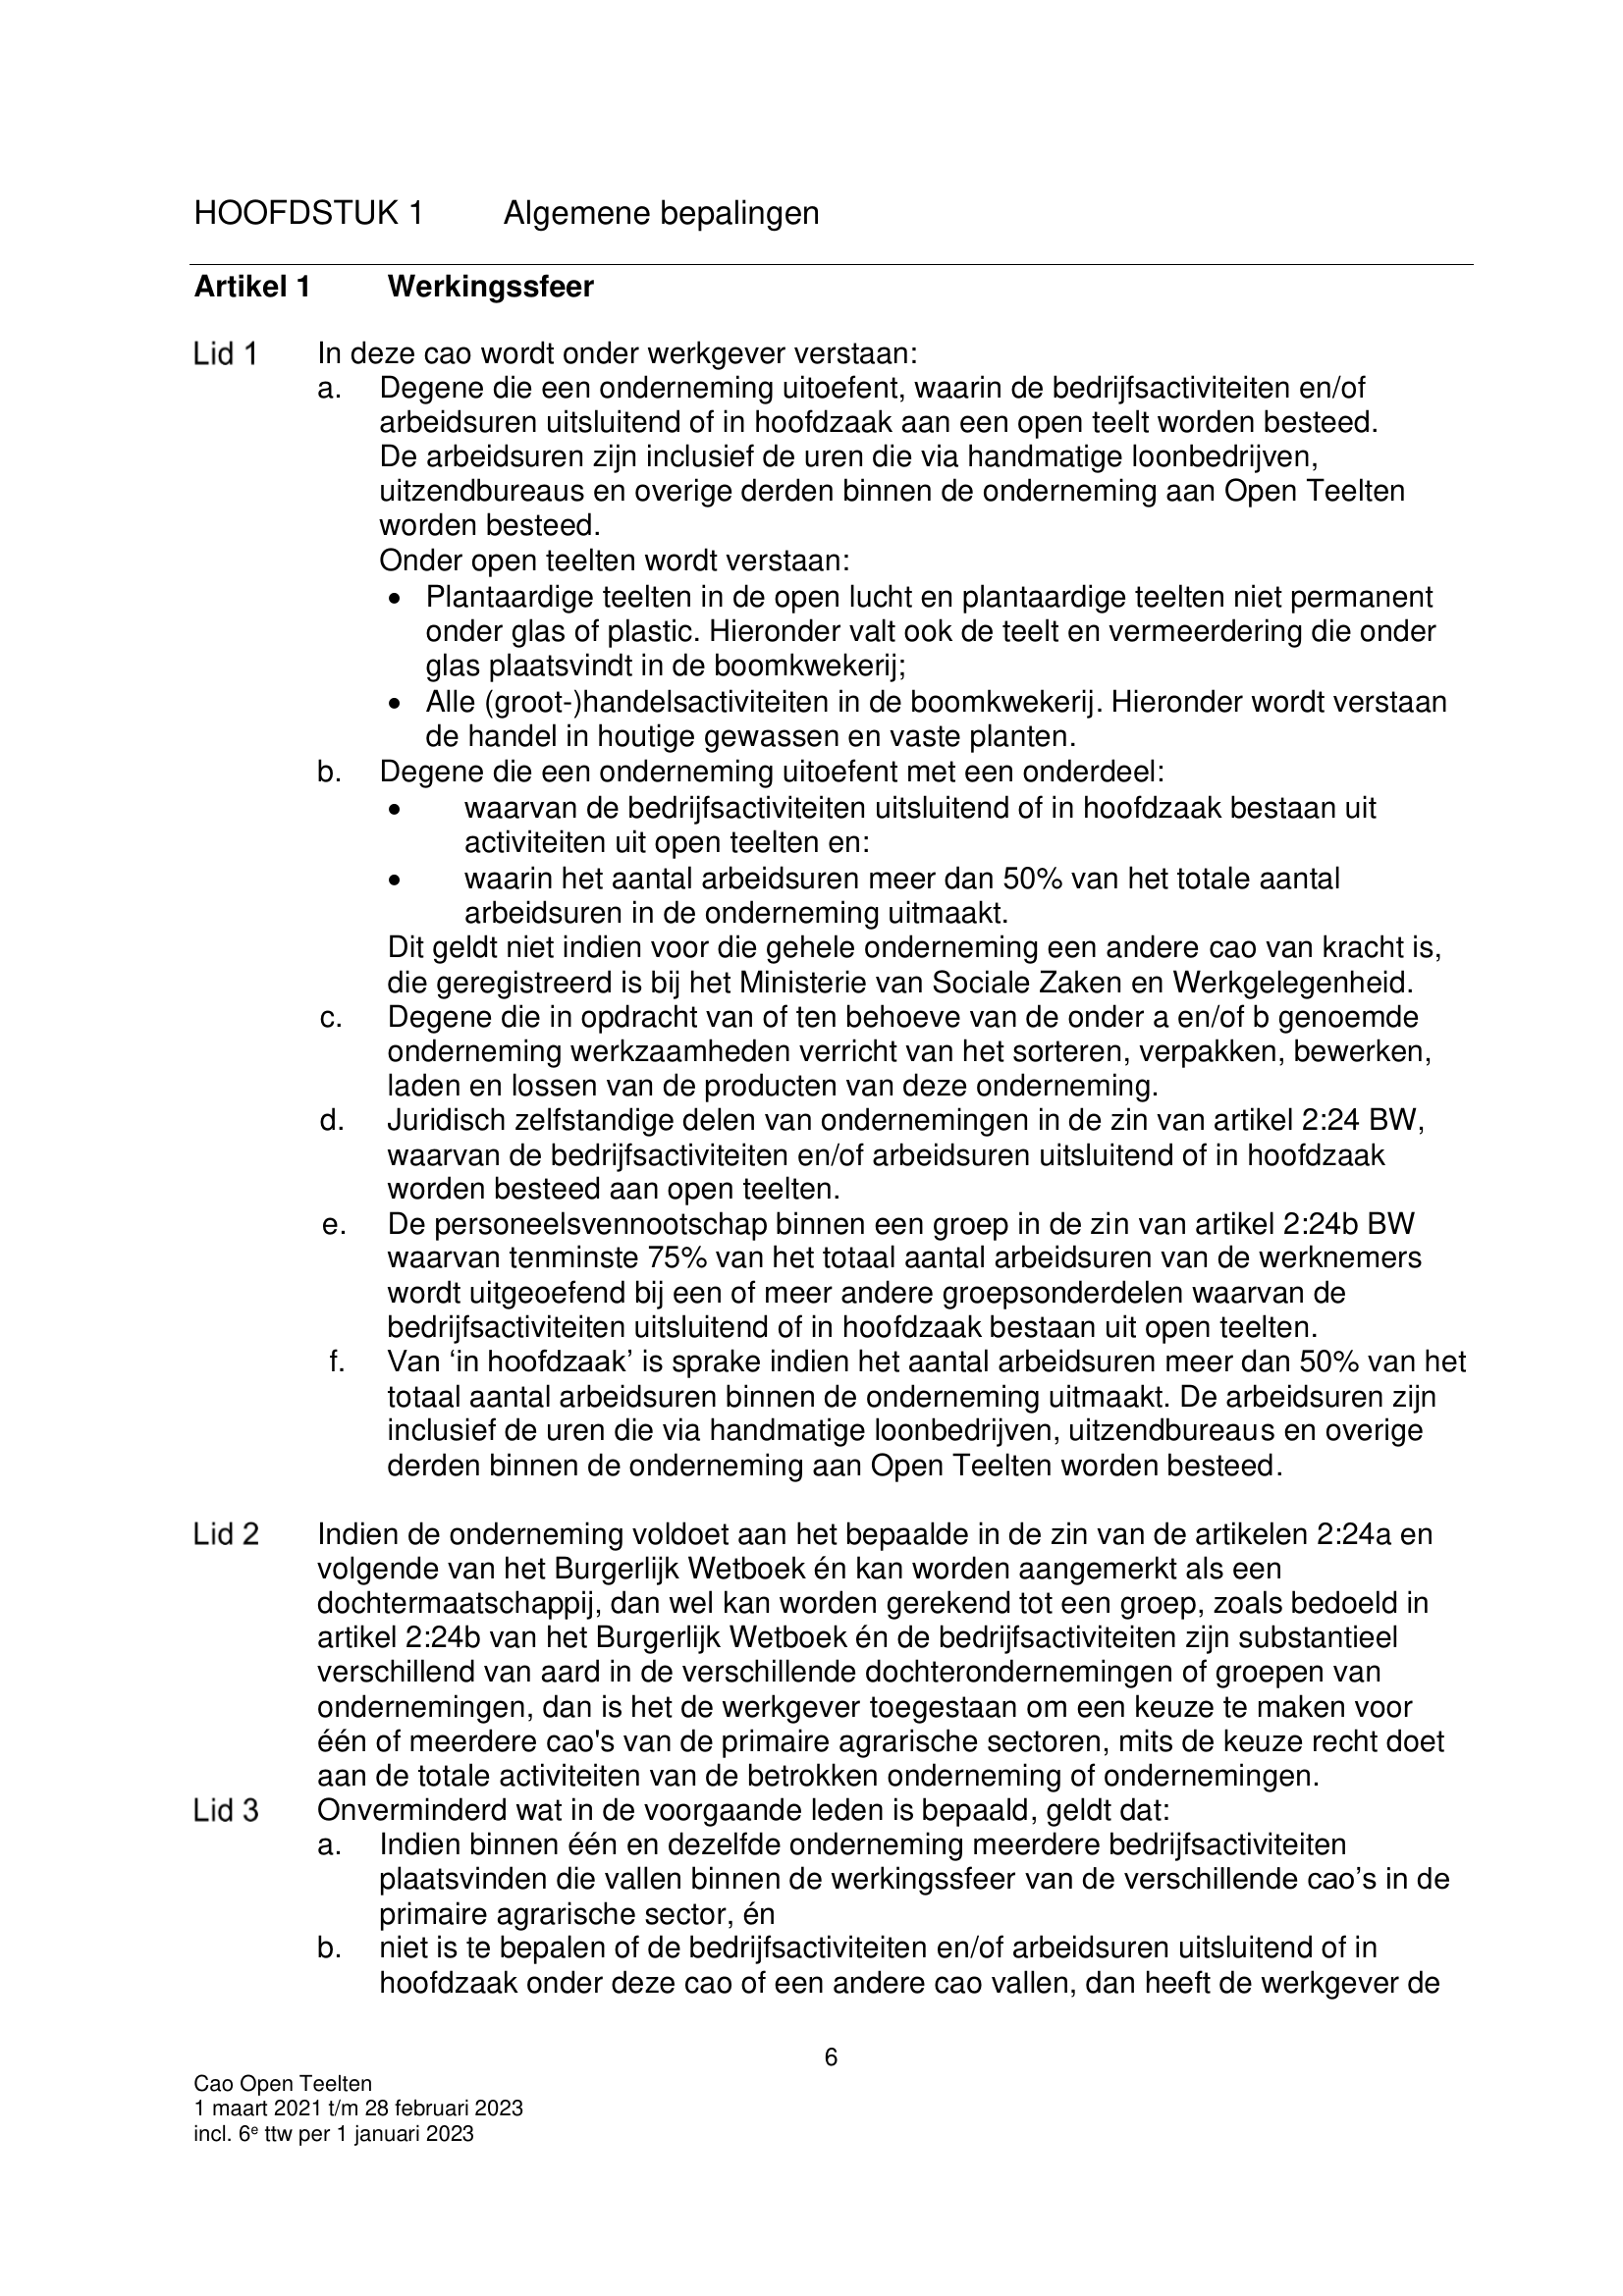 HOOFDSTUK 1 Algemene bepalingen
Artikel 1 Werkingssfeer
Lid 1 In deze cao wordt onder werkgever verstaan:
a. Degene die een onderneming uitoefent, waarin de bedrijfsactiviteiten en/of
arbeidsuren uitsluitend of in hoofdzaak aan een open teelt worden besteed.
De arbeidsuren zijn inclusief de uren die via handmatige loonbedrijven,
uitzendbureaus en overige derden binnen de onderneming aan Open Teelten
worden besteed.
Onder open teelten wordt verstaan:
• Plantaardige teelten in de open lucht en plantaardige teelten niet permanent
onder glas of plastic. Hieronder valt ook de teelt en vermeerdering die onder
glas plaatsvindt in de boomkwekerij;
• Alle (groot-)handelsactiviteiten in de boomkwekerij. Hieronder wordt verstaan
de handel in houtige gewassen en vaste planten.
b. Degene die een onderneming uitoefent met een onderdeel:
• waarvan de bedrijfsactiviteiten uitsluitend of in hoofdzaak bestaan uit
activiteiten uit open teelten en:
• waarin het aantal arbeidsuren meer dan 50% van het totale aantal
arbeidsuren in de onderneming uitmaakt.
Dit geldt niet indien voor die gehele onderneming een andere cao van kracht is,
die geregistreerd is bij het Ministerie van Sociale Zaken en Werkgelegenheid.
c. Degene die in opdracht van of ten behoeve van de onder a en/of b genoemde
onderneming werkzaamheden verricht van het sorteren, verpakken, bewerken,
laden en lossen van de producten van deze onderneming.
d. Juridisch zelfstandige delen van ondernemingen in de zin van artikel 2:24 BW,
waarvan de bedrijfsactiviteiten en/of arbeidsuren uitsluitend of in hoofdzaak
worden besteed aan open teelten.
e. De personeelsvennootschap binnen een groep in de zin van artikel 2:24b BW
waarvan tenminste 75% van het totaal aantal arbeidsuren van de werknemers
wordt uitgeoefend bij een of meer andere groepsonderdelen waarvan de
bedrijfsactiviteiten uitsluitend of in hoofdzaak bestaan uit open teelten.
f. Van ‘in hoofdzaak’ is sprake indien het aantal arbeidsuren meer dan 50% van het
totaal aantal arbeidsuren binnen de onderneming uitmaakt. De arbeidsuren zijn
inclusief de uren die via handmatige loonbedrijven, uitzendbureaus en overige
derden binnen de onderneming aan Open Teelten worden besteed.
Lid 2 Indien de onderneming voldoet aan het bepaalde in de zin van de artikelen 2:24a en
volgende van het Burgerlijk Wetboek én kan worden aangemerkt als een
dochtermaatschappij, dan wel kan worden gerekend tot een groep, zoals bedoeld in
artikel 2:24b van het Burgerlijk Wetboek én de bedrijfsactiviteiten zijn substantieel
verschillend van aard in de verschillende dochterondernemingen of groepen van
ondernemingen, dan is het de werkgever toegestaan om een keuze te maken voor
één of meerdere cao's van de primaire agrarische sectoren, mits de keuze recht doet
aan de totale activiteiten van de betrokken onderneming of ondernemingen.
Lid 3 Onverminderd wat in de voorgaande leden is bepaald, geldt dat:
a. Indien binnen één en dezelfde onderneming meerdere bedrijfsactiviteiten
plaatsvinden die vallen binnen de werkingssfeer van de verschillende cao’s in de
primaire agrarische sector, én
b. niet is te bepalen of de bedrijfsactiviteiten en/of arbeidsuren uitsluitend of in
hoofdzaak onder deze cao of een andere cao vallen, dan heeft de werkgever de
6
Cao Open Teelten
1 maart 2021 t/m 28 februari 2023
incl. 6e ttw per 1 januari 2023